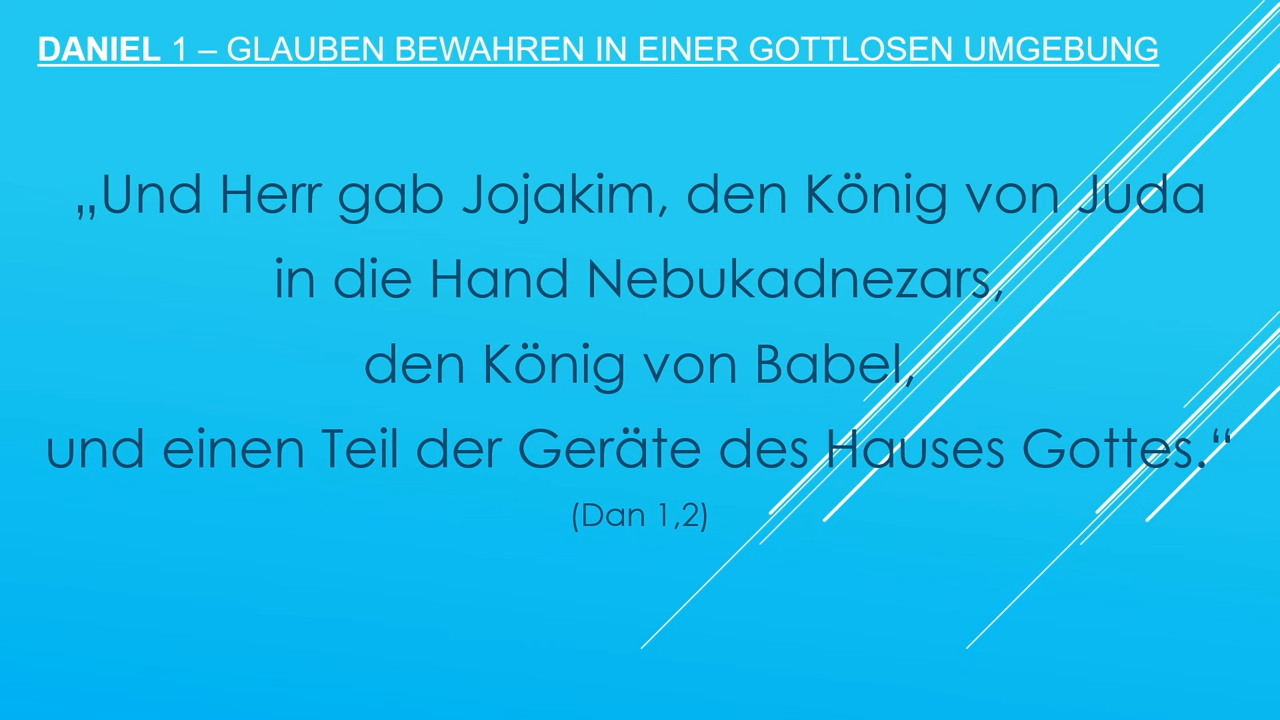 DANIEL 1 – GLAUBEN BEWAHREN IN EINER GOTTLOSEN UMGEBUNG
„Und Herr gab Jojakim, den König von Juda
in die Hand Nebukadnezars,
den König von Babel,
und einen Teil der Geräte des Hauses Gottes.“
(Dan 1,2)